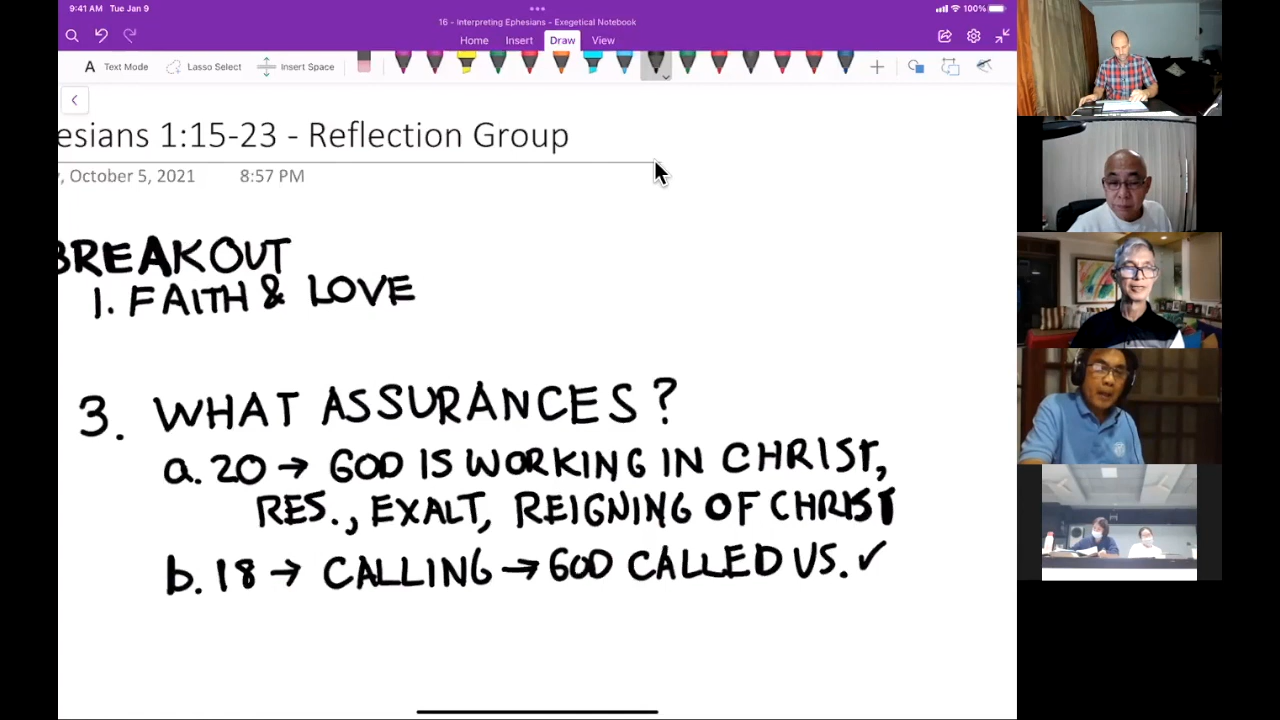 9:41 AM Tue Jan 9
100%
16 - Interpreting Ephesians - Exegetical Notebook
Home Insert Draw View
A Text Mode Lasso Select Insert Space
esians 1:15-23 - Reflection Group
y, October 5, 2021 8:57 PM
BREAKOUT
1. FAITH & LOVE
3. WHAT ASSURANCES?
a. 20 → GOD IS WORKING IN CHRIST,
RES., EXALT, REIGNING OF CHRIST
b. 18 → CALLING → GOD CALLED US. ✓